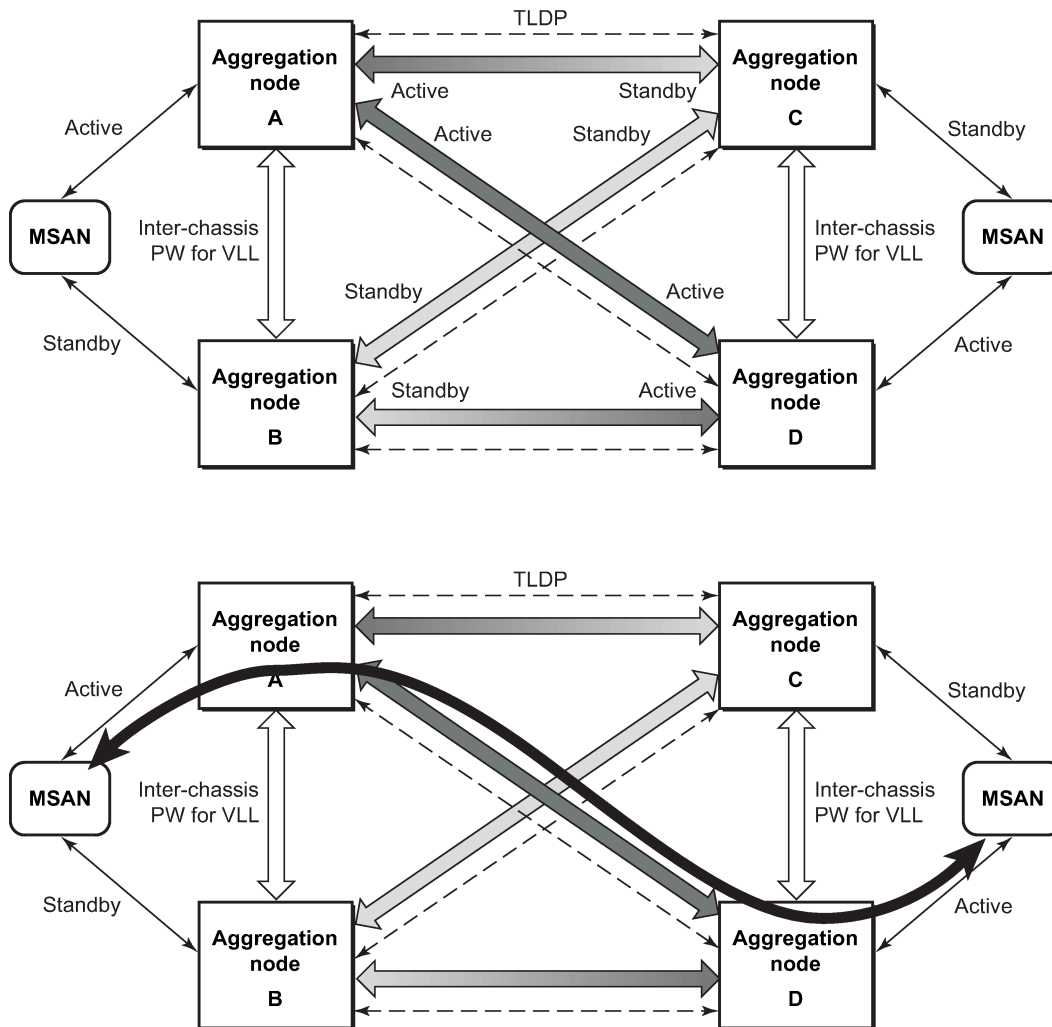 TLDP
Aggregation
node
A
Aggregation
node
C
Active
Standby
Active
Standby
Active
Standby
MSAN
Inter-chassis
PW for VLL
Inter-chassis
PW for VLL
MSAN
Standby
Active
Standby
Active
Aggregation
node
B
Standby
Active
Aggregation
node
D
TLDP
Aggregation
node
A
Aggregation
node
C
Active
Standby
MSAN
Inter-chassis
PW for VLL
Inter-chassis
PW for VLL
MSAN
Standby
Active
Aggregation
node
B
Aggregation
node
D